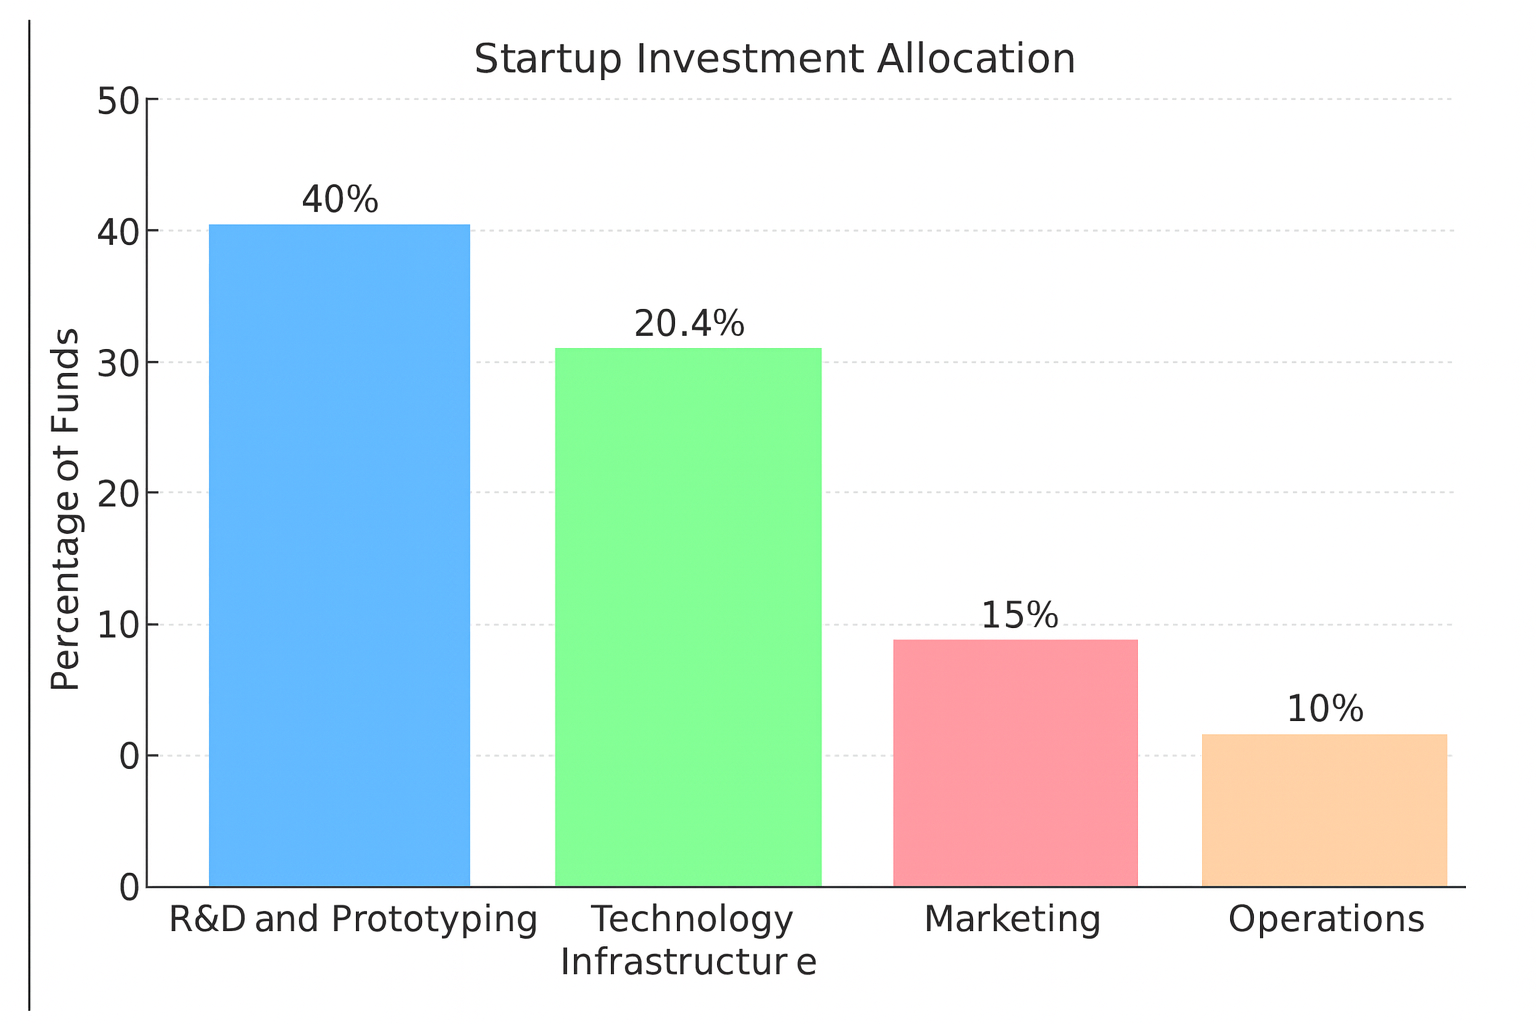 Startup Investment Allocation
50
40%
40
20.4%
30
Percentage of Funds
20
15%
10
10%
0
0
R&D and Prototyping
Technology
Infrastructure
Marketing
Operations